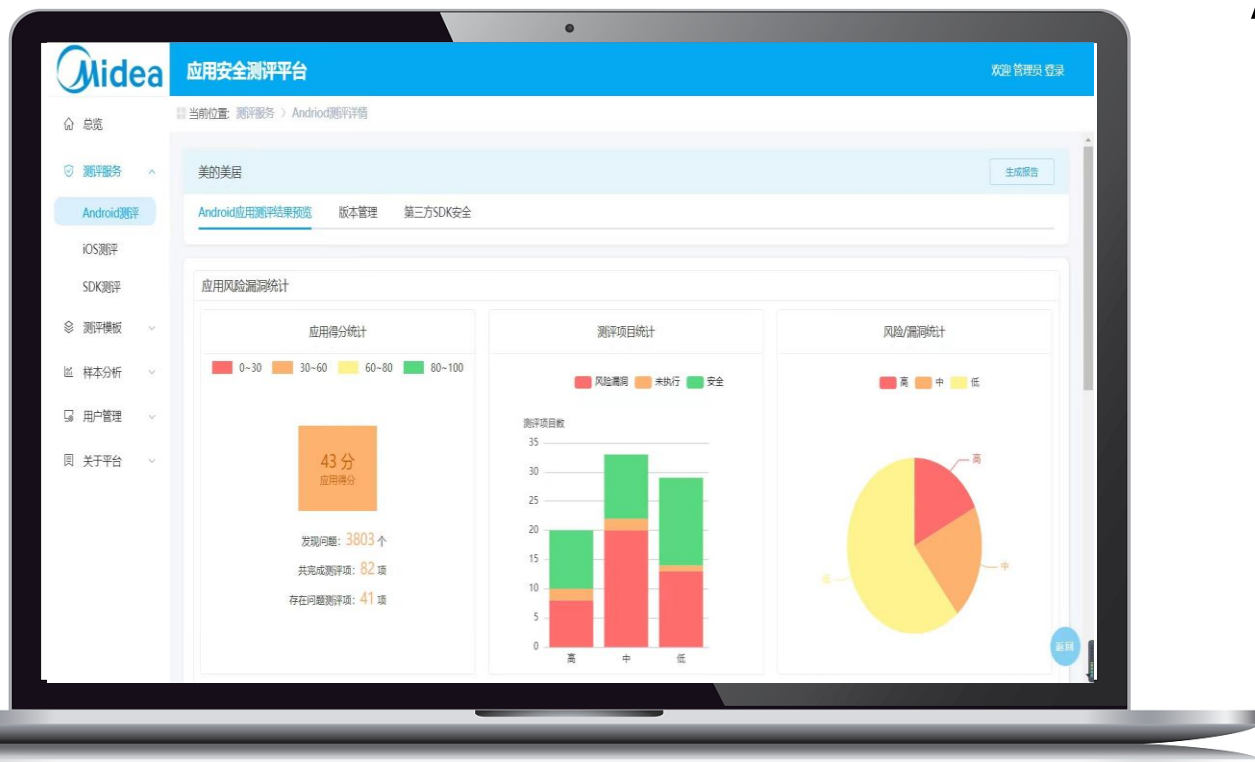 Midea
应用安全测评平台
欢迎 管理员 登录
当前位置: 测评服务 〉 Andriod测评详情
总览
测评服务
Android测评
iOS测评
SDK测评
测评模板
样本分析
用户管理
关于平台
美的美居
生成报告
Android应用测评结果预览 版本管理 第三方SDK安全
应用风险漏洞统计
应用得分统计
0~30 30~60 60~80 80~100
43 分
应用得分
发现问题: 3803 个
共完成测评项: 82 项
存在问题测评项: 41 项
测评项目统计
风险漏洞 未执行 安全
测评项目数
35
30
25
20
15
10
5
0
高 中 低
风险/漏洞统计
高 中 低
高
中
低
返回